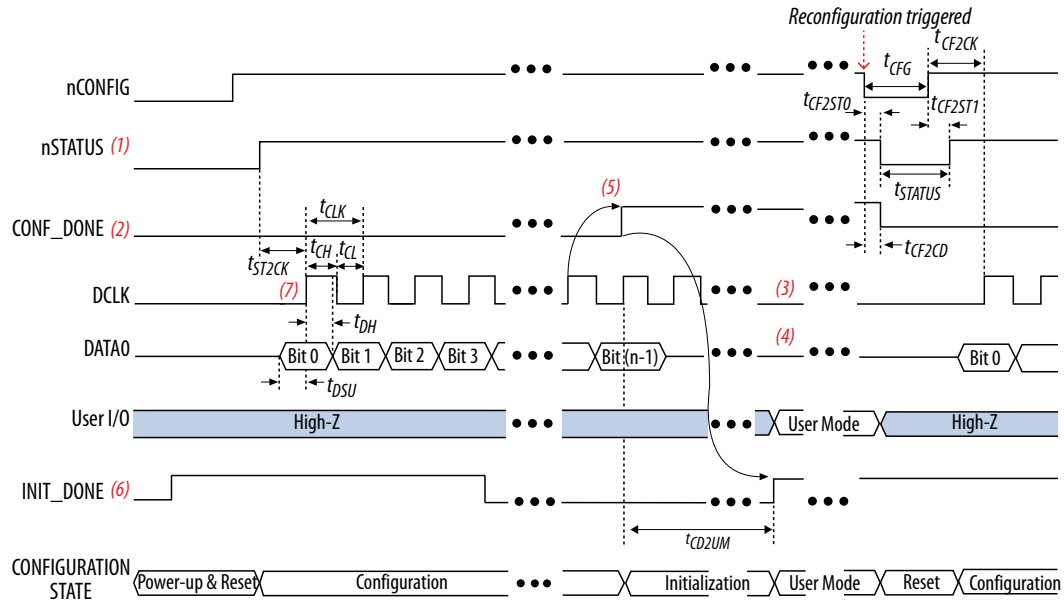 Reconfiguration triggered
tCF2CK
tCFG
nCONFIG
tCF2ST0
tCF2ST1
nSTATUS (1)
tSTATUS
(5)
tCLK
CONF_DONE (2)
tCH
tCL
tST2CK
tCF2CD
DCLK
(7)
(3)
tDH
DATA0
Bit 0
Bit 1
Bit 2
Bit 3
Bit (n-1)
(4)
Bit 0
tDSU
User I/O
High-Z
User Mode
High-Z
INIT_DONE (6)
tCD2UM
CONFIGURATION
STATE
Power-up & Reset
Configuration
Initialization
User Mode
Reset
Configuration